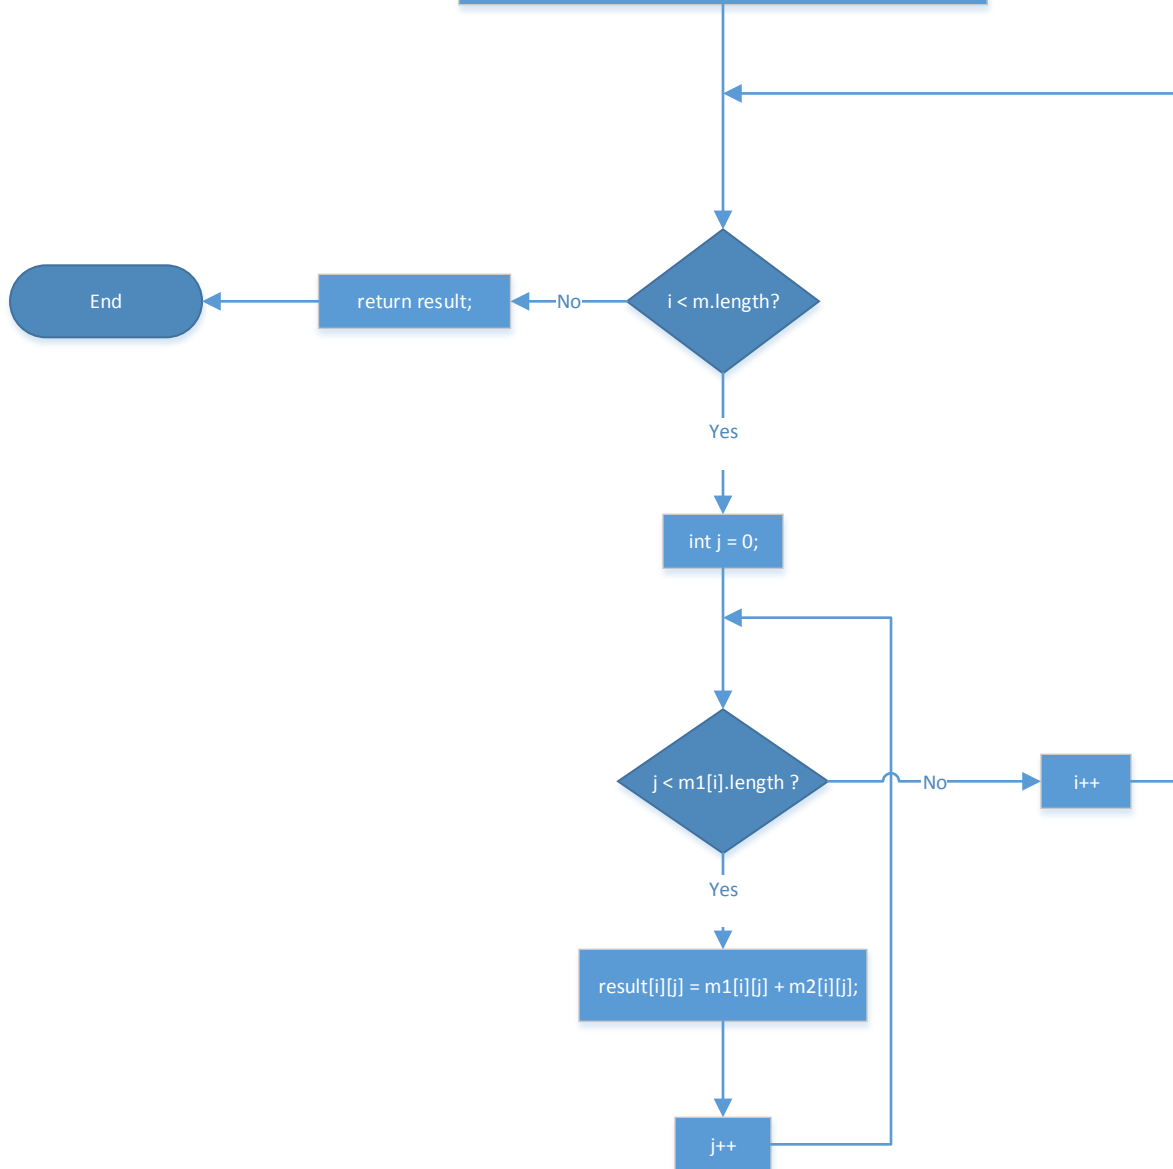 i < m.length?
No
return result;
End
Yes
int j = 0;
j < m1[i].length ?
No
i++
Yes
result[i][j] = m1[i][j] + m2[i][j];
j++